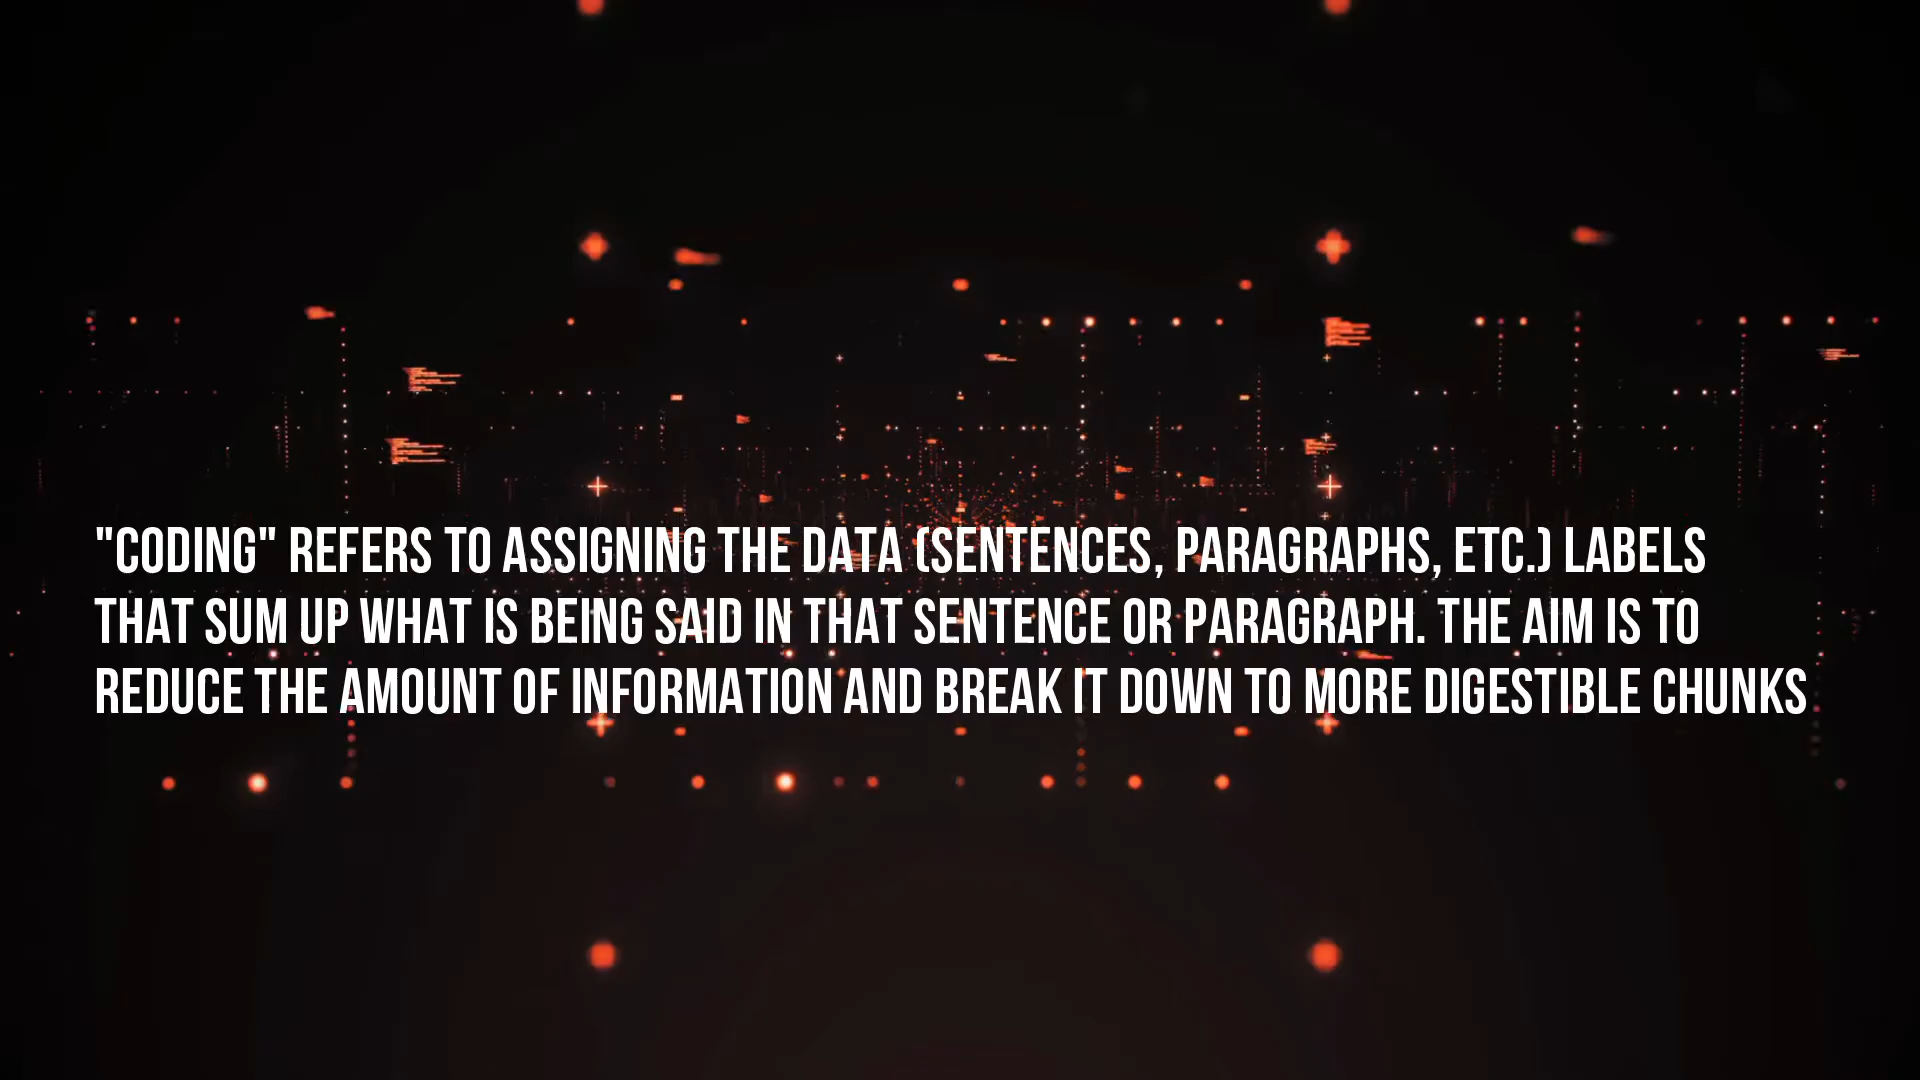 "CODING" REFERS TO ASSIGNING THE DATA (SENTENCES, PARAGRAPHS, ETC.) LABELS
THAT SUM UP WHAT IS BEING SAID IN THAT SENTENCE OR PARAGRAPH. THE AIM IS TO
REDUCE THE AMOUNT OF INFORMATION AND BREAK IT DOWN TO MORE DIGESTIBLE CHUNKS